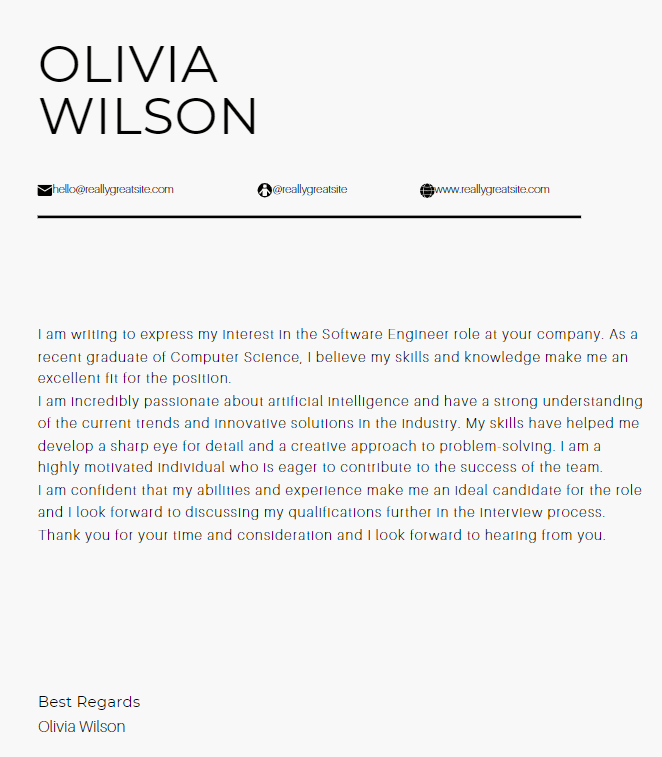 OLIVIA
WILSON
hello@reallygreatsite.com @reallygreatsite www.reallygreatsite.com
I am writing to express my interest in the Software Engineer role at your company. As a
recent graduate of Computer Science, I believe my skills and knowledge make me an
excellent fit for the position.
I am incredibly passionate about artificial intelligence and have a strong understanding
of the current trends and innovative solutions in the industry. My skills have helped me
develop a sharp eye for detail and a creative approach to problem-solving. I am a
highly motivated individual who is eager to contribute to the success of the team.
I am confident that my abilities and experience make me an ideal candidate for the role
and I look forward to discussing my qualifications further in the interview process.
Thank you for your time and consideration and I look forward to hearing from you.
Best Regards
Olivia Wilson